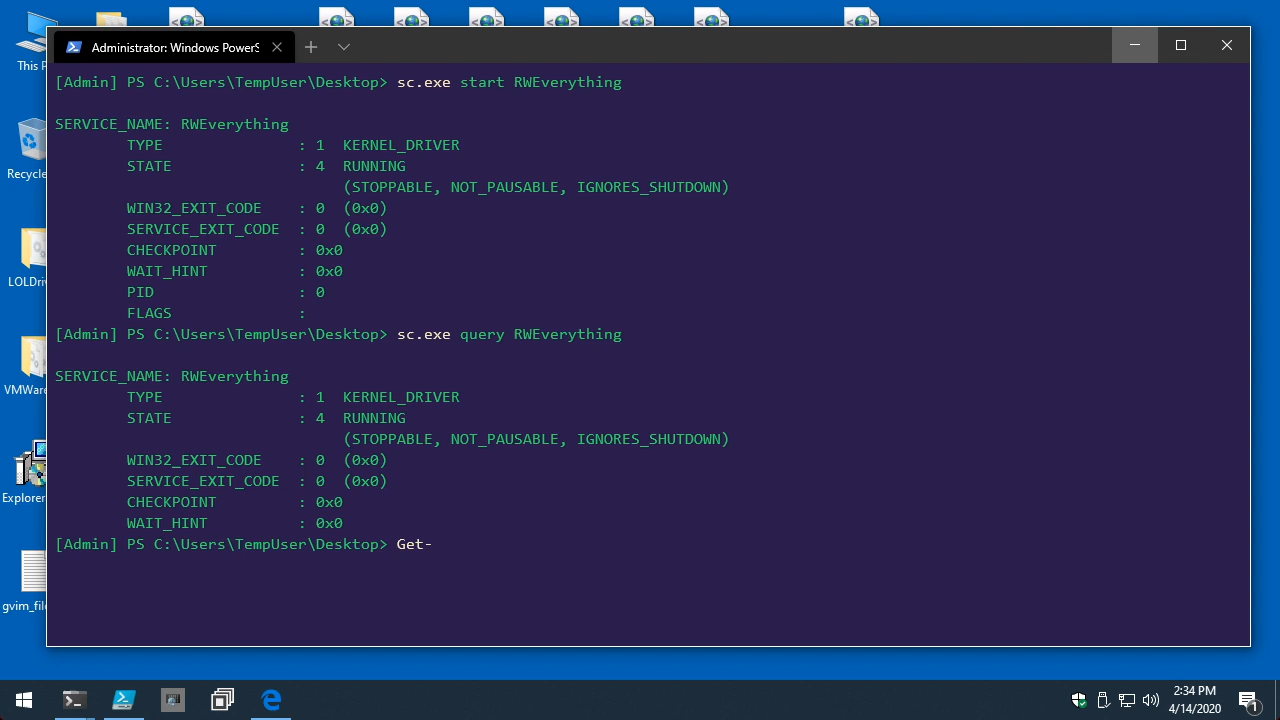 This P
Administrator: Windows PowerS
[Admin] PS C:\Users\TempUser\Desktop> sc.exe start RWEverything
SERVICE_NAME: RWEverything
TYPE : 1 KERNEL_DRIVER
STATE : 4 RUNNING
(STOPPABLE, NOT_PAUSABLE, IGNORES_SHUTDOWN)
WIN32_EXIT_CODE : 0 (0x0)
SERVICE_EXIT_CODE : 0 (0x0)
CHECKPOINT : 0x0
WAIT_HINT : 0x0
PID : 0
FLAGS :
[Admin] PS C:\Users\TempUser\Desktop> sc.exe query RWEverything
SERVICE_NAME: RWEverything
TYPE : 1 KERNEL_DRIVER
STATE : 4 RUNNING
(STOPPABLE, NOT_PAUSABLE, IGNORES_SHUTDOWN)
WIN32_EXIT_CODE : 0 (0x0)
SERVICE_EXIT_CODE : 0 (0x0)
CHECKPOINT : 0x0
WAIT_HINT : 0x0
[Admin] PS C:\Users\TempUser\Desktop> Get-
Recycle
LOLDriv
VMWare
Explorer
gvim_file
2:34 PM
4/14/2020
1